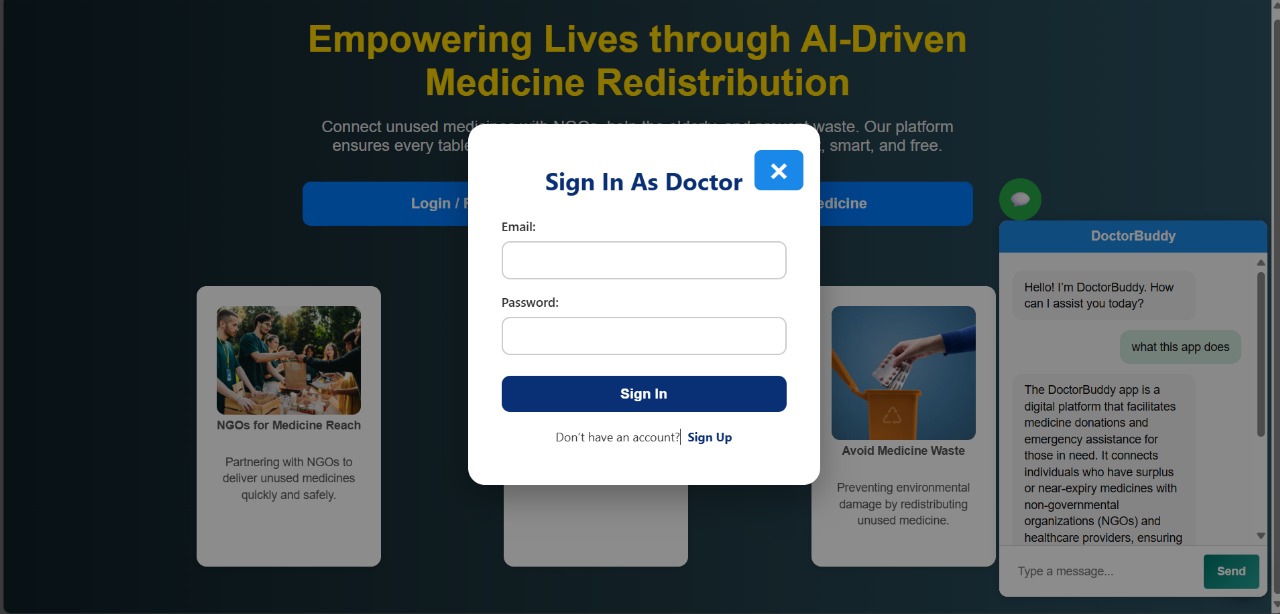 Empowering Lives through AI-Driven
Medicine Redistribution
Connect unused medicines with NGOs, help the elderly and prevent waste. Our platform
ensures every table smart, and free.
Login / edicine
Sign In As Doctor
Email:
Password:
Sign In
Don't have an account? Sign Up
NGOs for Medicine Reach
Partnering with NGOs to
deliver unused medicines
quickly and safely.
Avoid Medicine Waste
Preventing environmental
damage by redistributing
unused medicine.
DoctorBuddy
Hello! I'm DoctorBuddy. How
can I assist you today?
what this app does
The DoctorBuddy app is a
digital platform that facilitates
medicine donations and
emergency assistance for
those in need. It connects
individuals who have surplus
or near-expiry medicines with
non-governmental
organizations (NGOs) and
healthcare providers, ensuring
Type a message...
Send